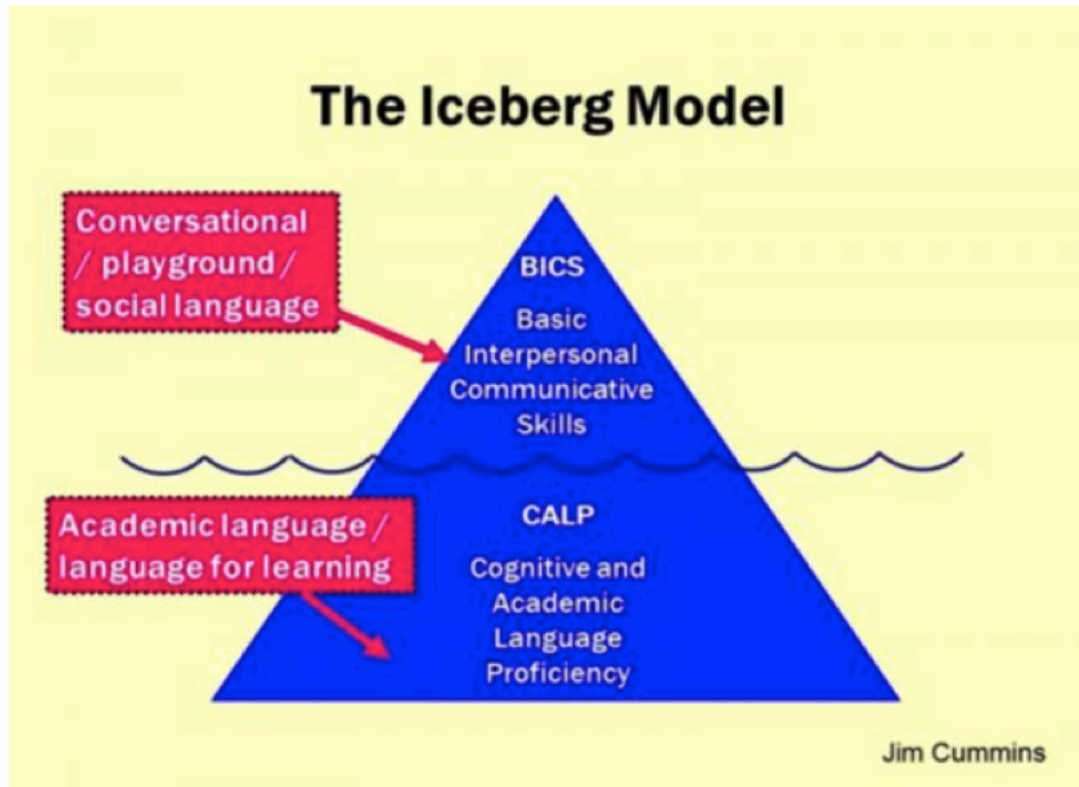 The Iceberg Model
Conversational
/ playground /
social language
BICS
Basic
Interpersonal
Communicative
Skills
Academic language /
language for learning
CALP
Cognitive and
Academic
Language
Proficiency
Jim Cummins